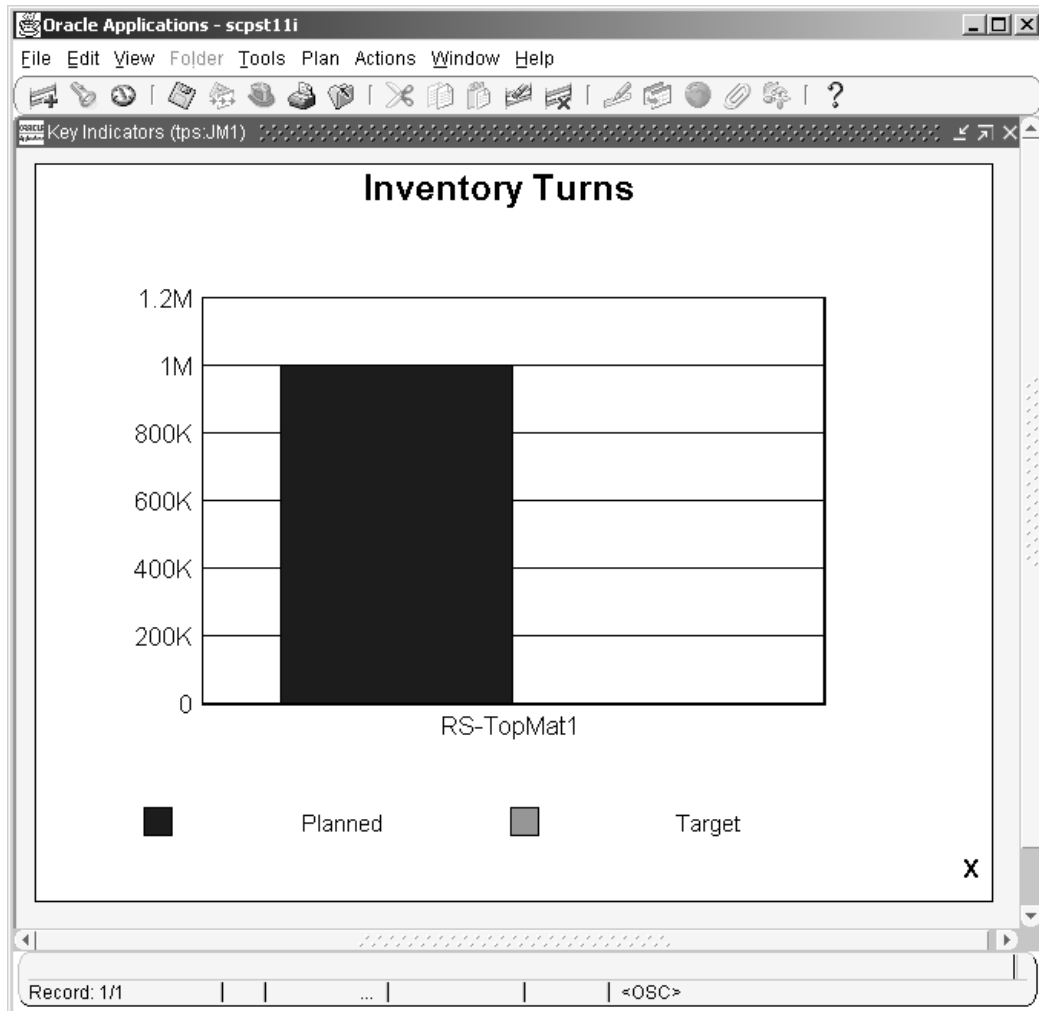 Oracle Applications - scpst11i
File Edit View Folder Tools Plan Actions Window Help
?
ORACLE
Key Indicators (tps:JM1)
Inventory Turns
1.2M
1M
800K
600K
400K
200K
0
RS-TopMat1
Planned Target
X
Record: 1/1 ... <OSC>